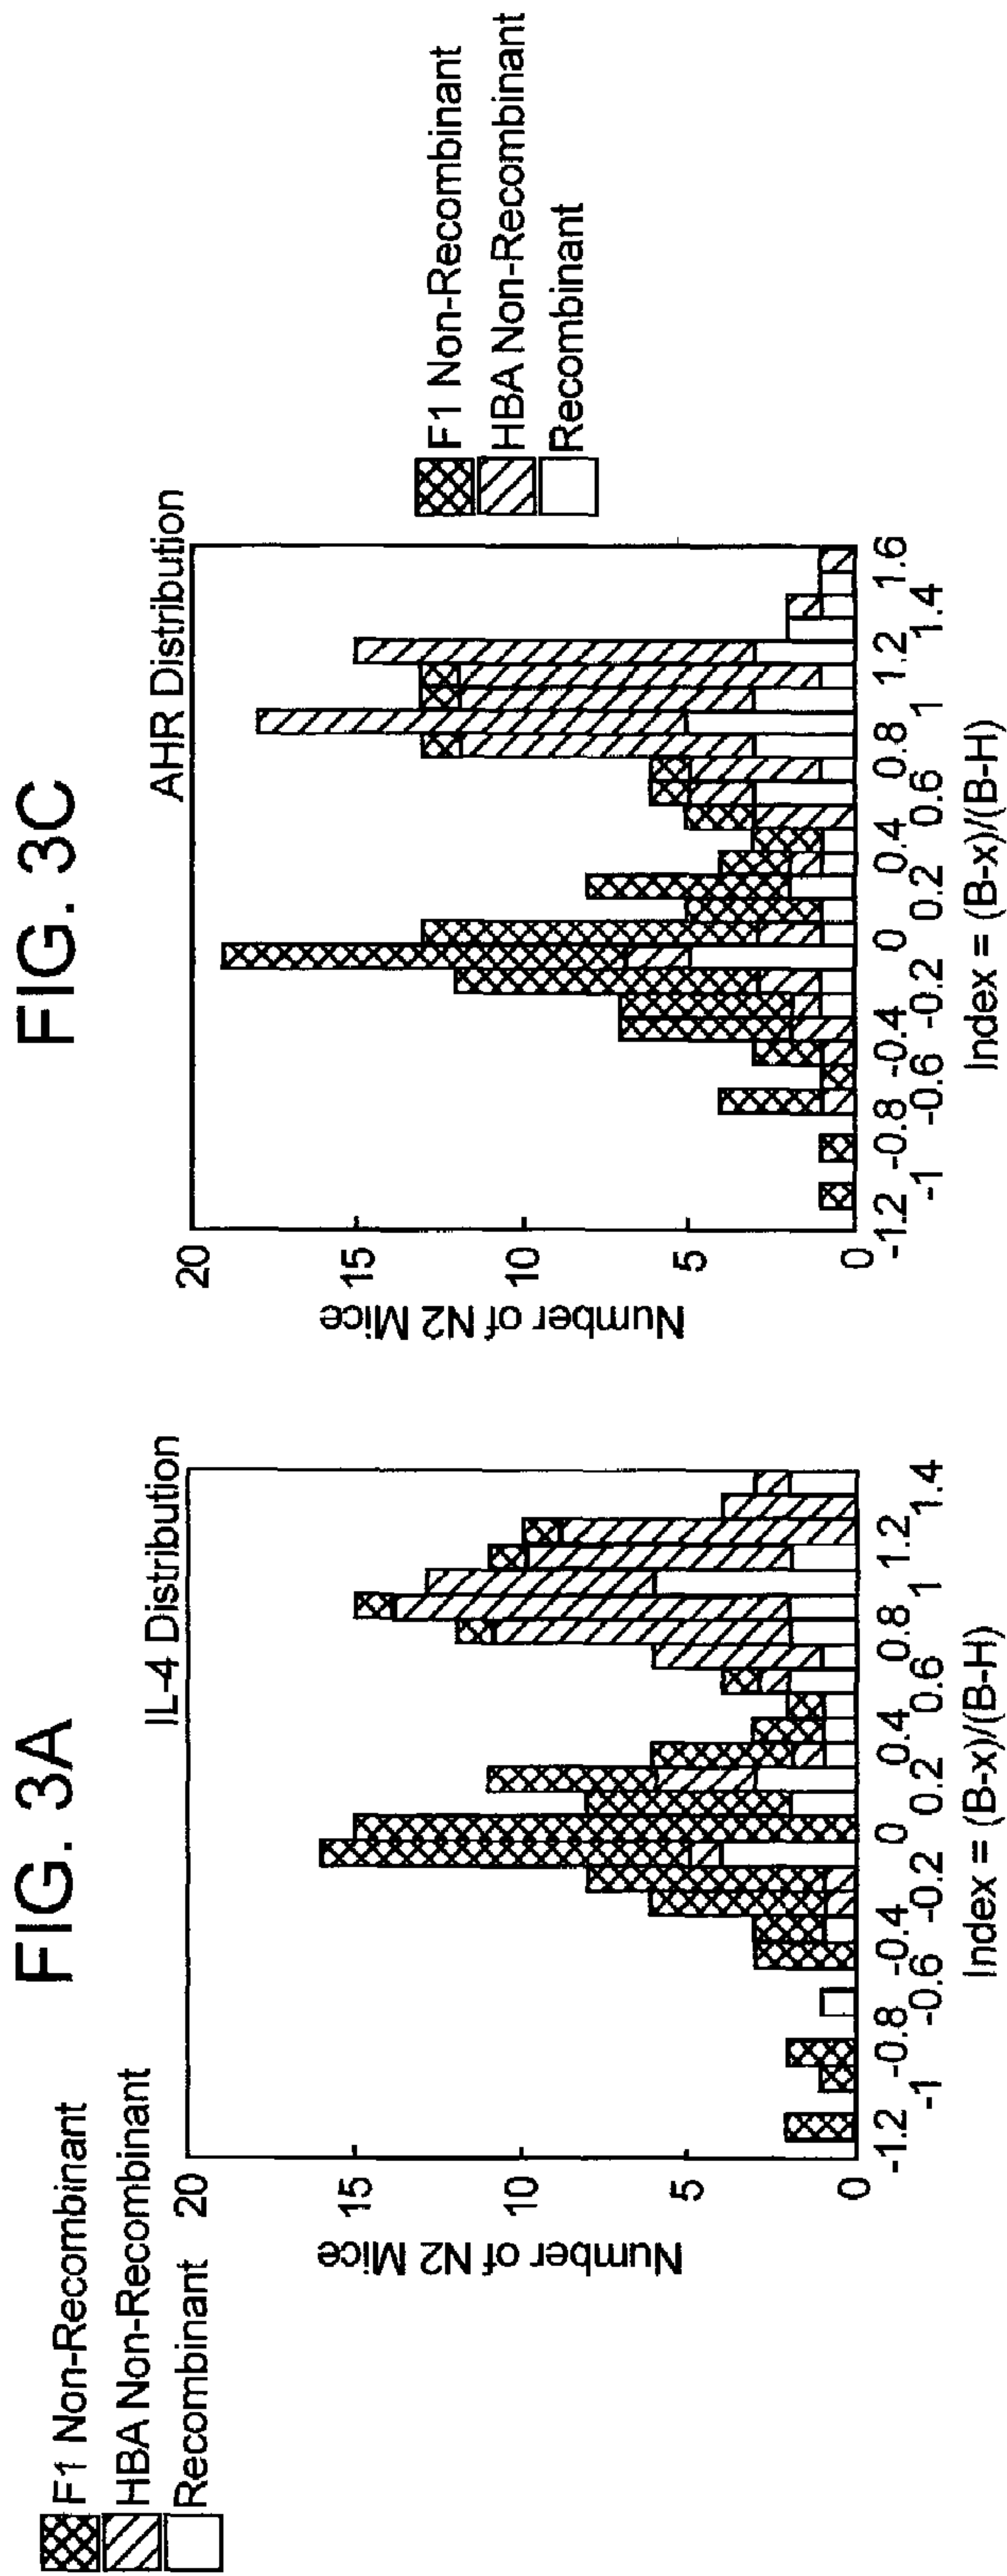 FIG. 3A
F1 Non-Recombinant
HBA Non-Recombinant
Recombinant
IL-4 Distribution
Number of N2 Mice
20
15
10
5
0
-1.2 -1 -0.8 -0.6 -0.4 -0.2 0 0.2 0.4 0.6 0.8 1 1.2 1.4
Index = (B-x)/(B-H)
FIG. 3C
AHR Distribution
Number of N2 Mice
20
15
10
5
0
-1.2 -1 -0.8 -0.6 -0.4 -0.2 0 0.2 0.4 0.6 0.8 1 1.2 1.4 1.6
Index = (B-x)/(B-H)
F1 Non-Recombinant
HBA Non-Recombinant
Recombinant